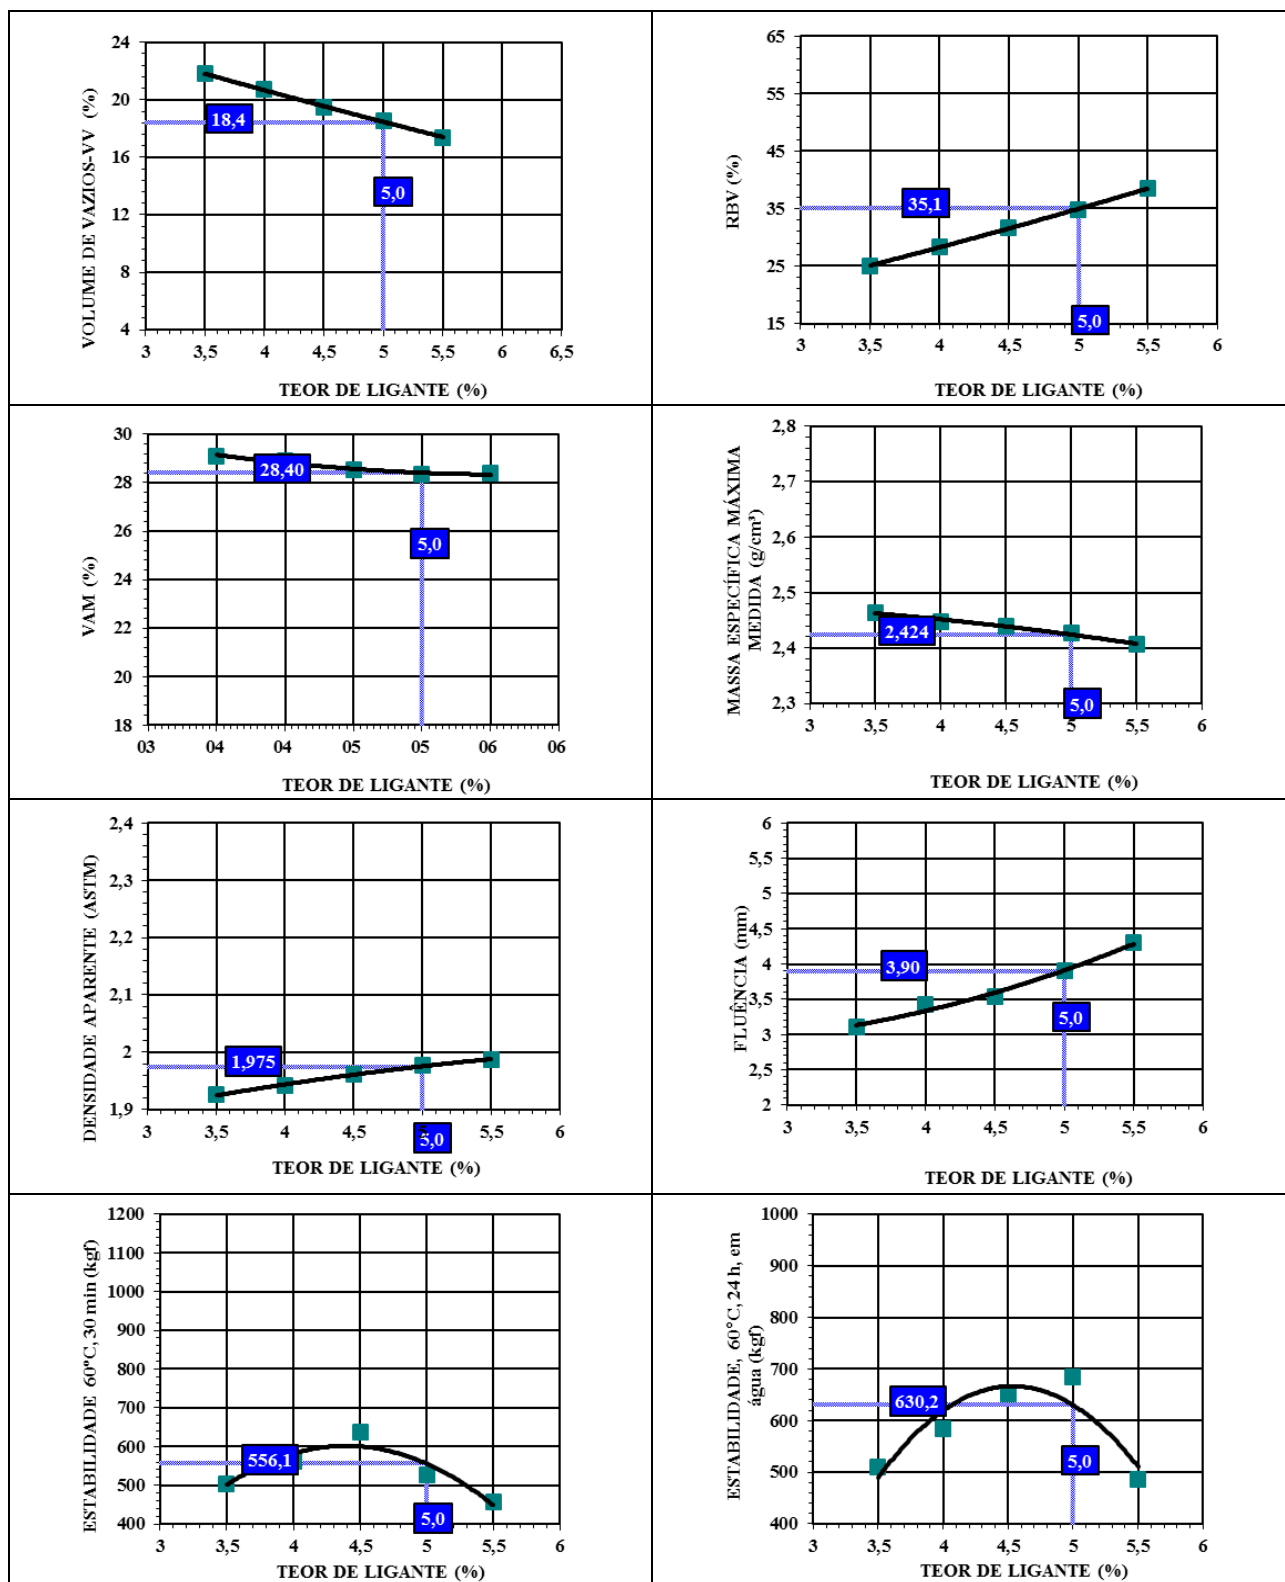 VOLUME DE VAZIOS-VV (%)
24
20
16
12
8
4
18,4
5,0
3 3,5 4 4,5 5 5,5 6 6,5
TEOR DE LIGANTE (%)
RBV (%)
65
55
45
35
25
15
35,1
5,0
3 3,5 4 4,5 5 5,5 6
TEOR DE LIGANTE (%)
VAM (%)
30
28
26
24
22
20
18
28,40
5,0
03 04 04 05 05 06 06
TEOR DE LIGANTE (%)
MASSA ESPECÍFICA MÁXIMA
MEDIDA (g/cm³)
2,8
2,7
2,6
2,5
2,4
2,3
2,424
5,0
3 3,5 4 4,5 5 5,5 6
TEOR DE LIGANTE (%)
DENSIDADE APARENTE (ASTM)
2,4
2,3
2,2
2,1
2
1,9
1,975
5,0
3 3,5 4 4,5 5 5,5 6
TEOR DE LIGANTE (%)
FLUÊNCIA (mm)
6
5,5
5
4,5
4
3,5
3
2,5
2
3,90
5,0
3 3,5 4 4,5 5 5,5 6
TEOR DE LIGANTE (%)
ESTABILIDADE 60ºC, 30 min (kgf)
1200
1100
1000
900
800
700
600
500
400
556,1
5,0
3 3,5 4 4,5 5 5,5 6
TEOR DE LIGANTE (%)
ESTABILIDADE, 60°C, 24 h, em
água (kgf)
1000
900
800
700
600
500
400
630,2
5,0
3 3,5 4 4,5 5 5,5 6
TEOR DE LIGANTE (%)